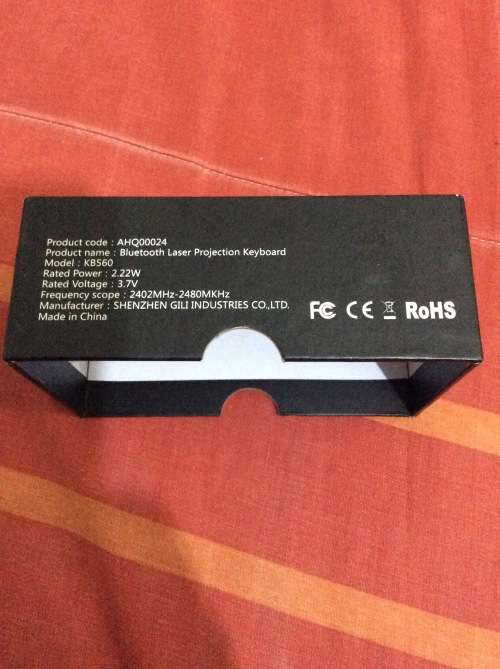 Product code : AHQ00024
Product name : Bluetooth Laser Projection Keyboard
Model : KB560
Rated Power : 2.22W
Rated Voltage : 3.7V
Frequency scope : 2402MHz-2480MKHz
Manufacturer : SHENZHEN GILI INDUSTRIES CO.,LTD.
Made in China
FC CE RoHS